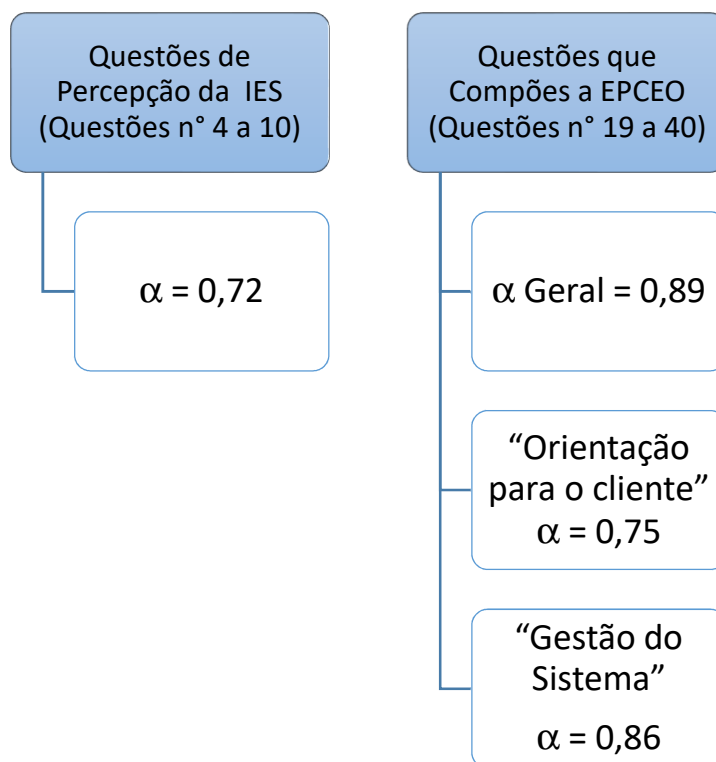 Questões de
Percepção da IES
(Questões n° 4 a 10)
α = 0,72
Questões que
Compões a EPCEO
(Questões n° 19 a 40)
α Geral = 0,89
“Orientação
para o cliente”
α = 0,75
“Gestão do
Sistema”
α = 0,86